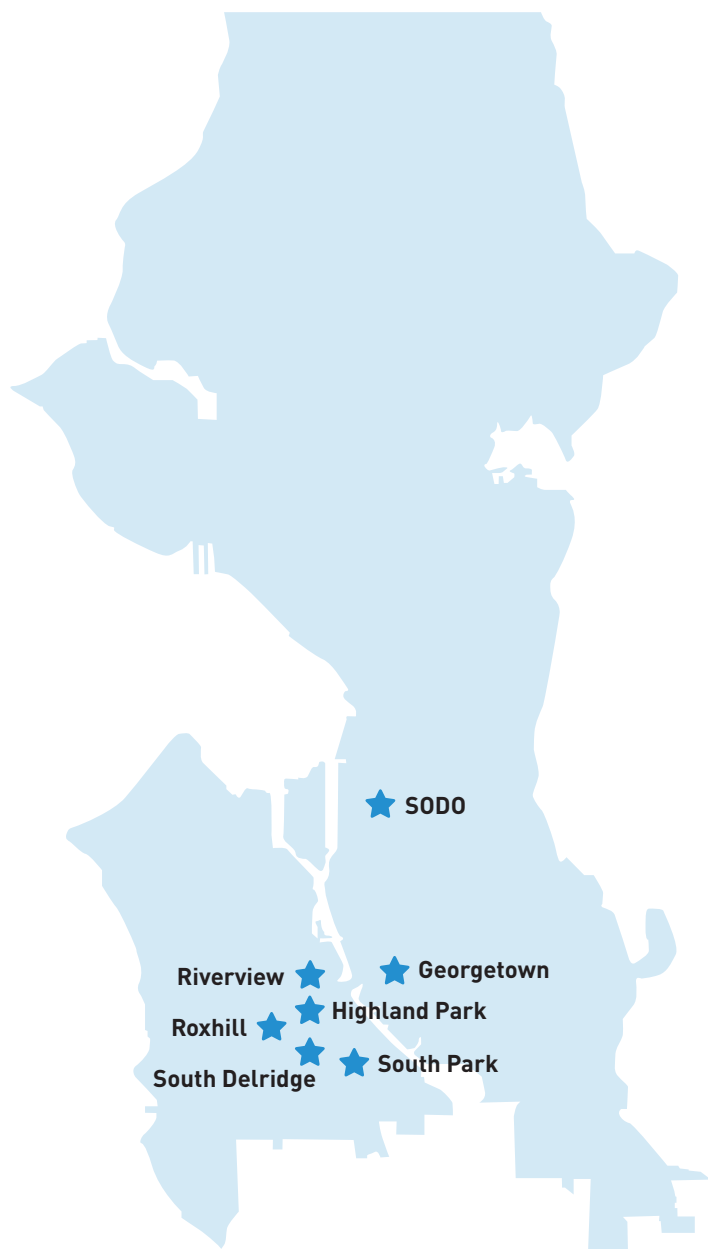 SODO
Riverview
Georgetown
Highland Park
Roxhill
South Park
South Delridge